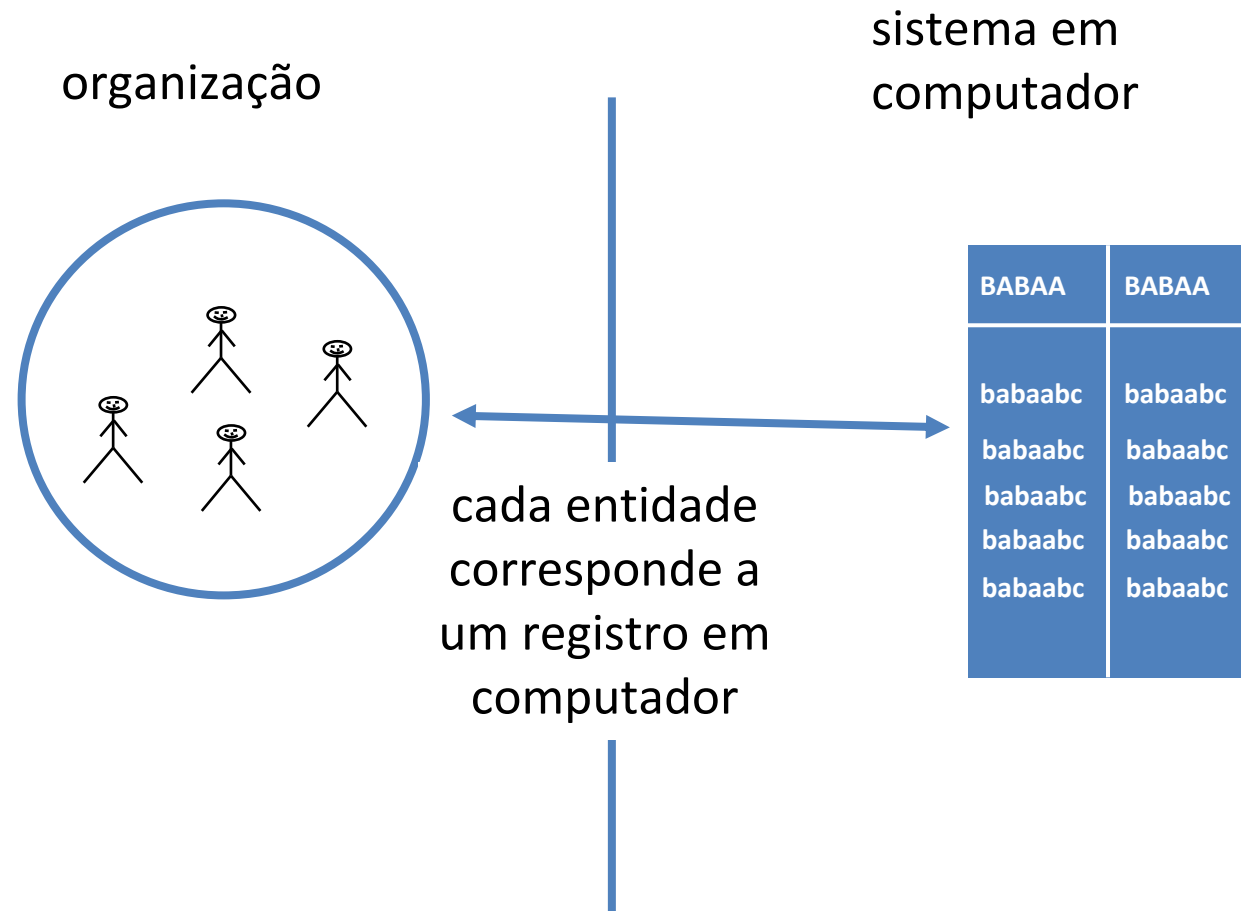 organização
sistema em
computador
BABAA BABAA
babaabc babaabc
babaabc babaabc
babaabc babaabc
babaabc babaabc
babaabc babaabc
cada entidade
corresponde a
um registro em
computador